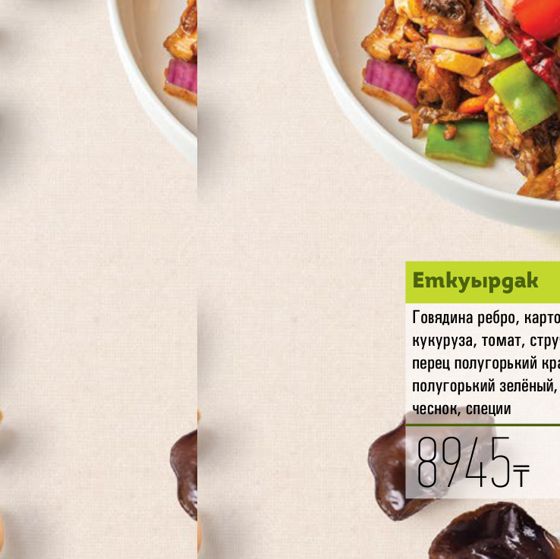 Еткуырдак
Говядина ребро,
кукуруза, томат,
перец полугорький
полугорький зелёный,
чеснок, специи
8945₸